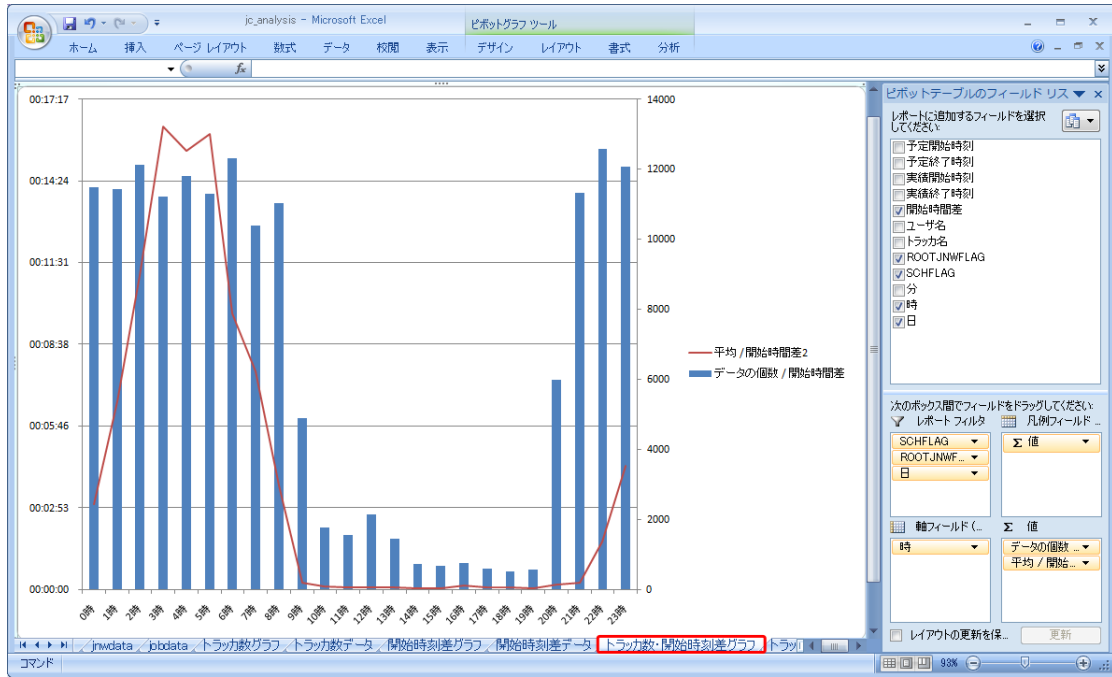 jc_analysis - Microsoft Excel
ピボットグラフ ツール
ホーム 挿入 ページ レイアウト 数式 データ 校閲 表示 デザイン レイアウト 書式 分析
fx
00:17:17
00:14:24
00:11:31
00:08:38
00:05:46
00:02:53
00:00:00
14000
12000
10000
8000
6000
4000
2000
0
0時 1時 2時 3時 4時 5時 6時 7時 8時 9時 10時 11時 12時 13時 14時 15時 16時 17時 18時 19時 20時 21時 22時 23時
平均 / 開始時間差2
データの個数 / 開始時間差
ピボットテーブルのフィールド リス
レポートに追加するフィールドを選択
してください:
予定開始時刻
予定終了時刻
実績開始時刻
実績終了時刻
開始時間差
ユーザ名
トラッカ名
ROOTJNWFLAG
SCHFLAG
分
時
日
次のボックス間でフィールドをドラッグしてください:
レポート フィルタ 凡例フィールド ...
SCHFLAG Σ 値
ROOTJNWF...
日
軸フィールド (... Σ 値
時 データの個数 ...
平均 / 開始...
レイアウトの更新を保... 更新
jnwdata jobdata トラッカ数グラフ トラッカ数データ 開始時刻差グラフ 開始時刻差データ トラッカ数・開始時刻差グラフ トラッ
コマンド 93%